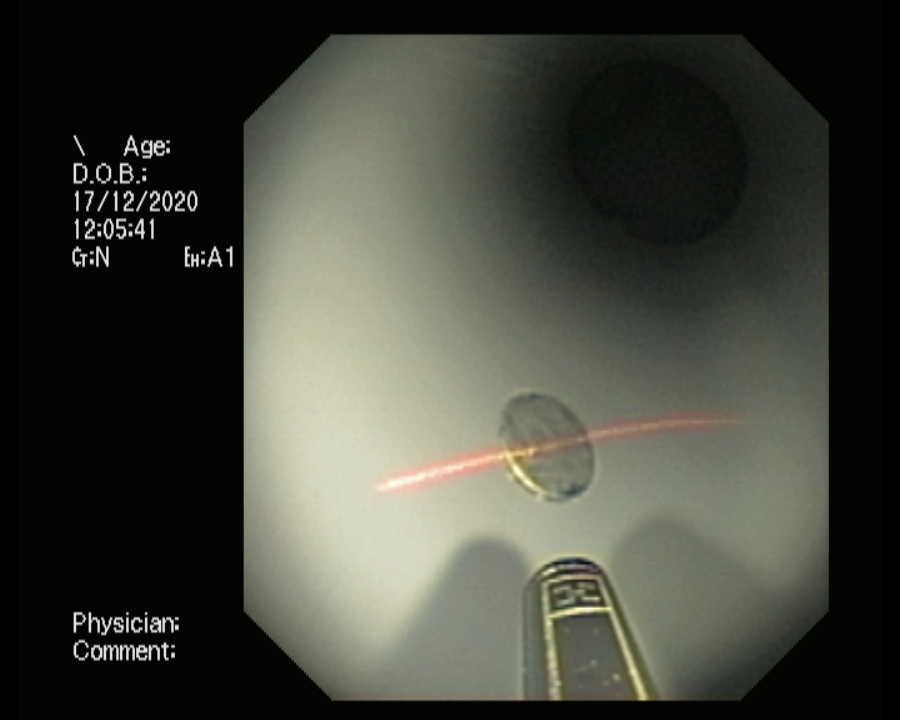 \ Age:
D.O.B.:
17/12/2020
12:05:41
Cr:N EH:A1
Physician:
Comment: